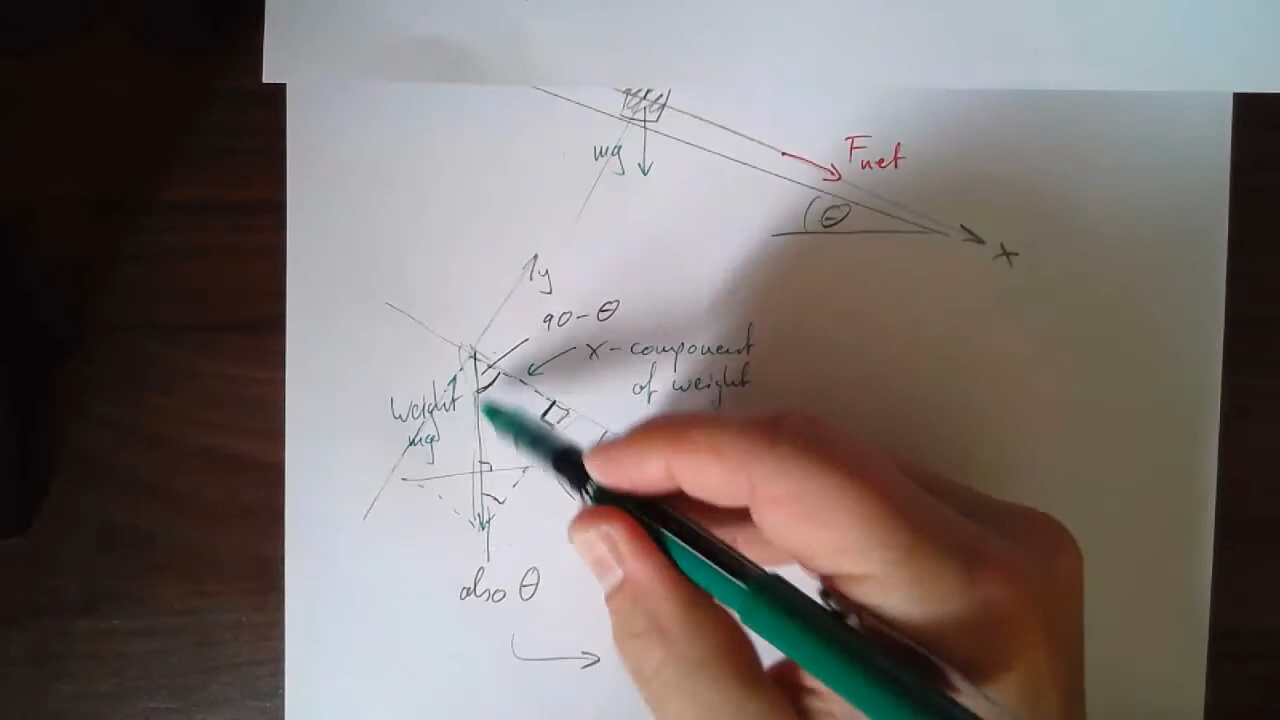 mg
Fnet
θ
x
y
90-θ
x-component
of weight
Weight
mg
also θ